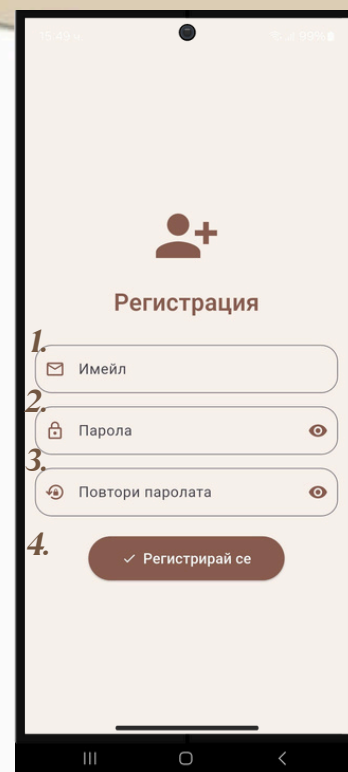 Регистрация
1.
Имейл
2.
Парола
3.
Повтори паролата
4.
Регистрирай се